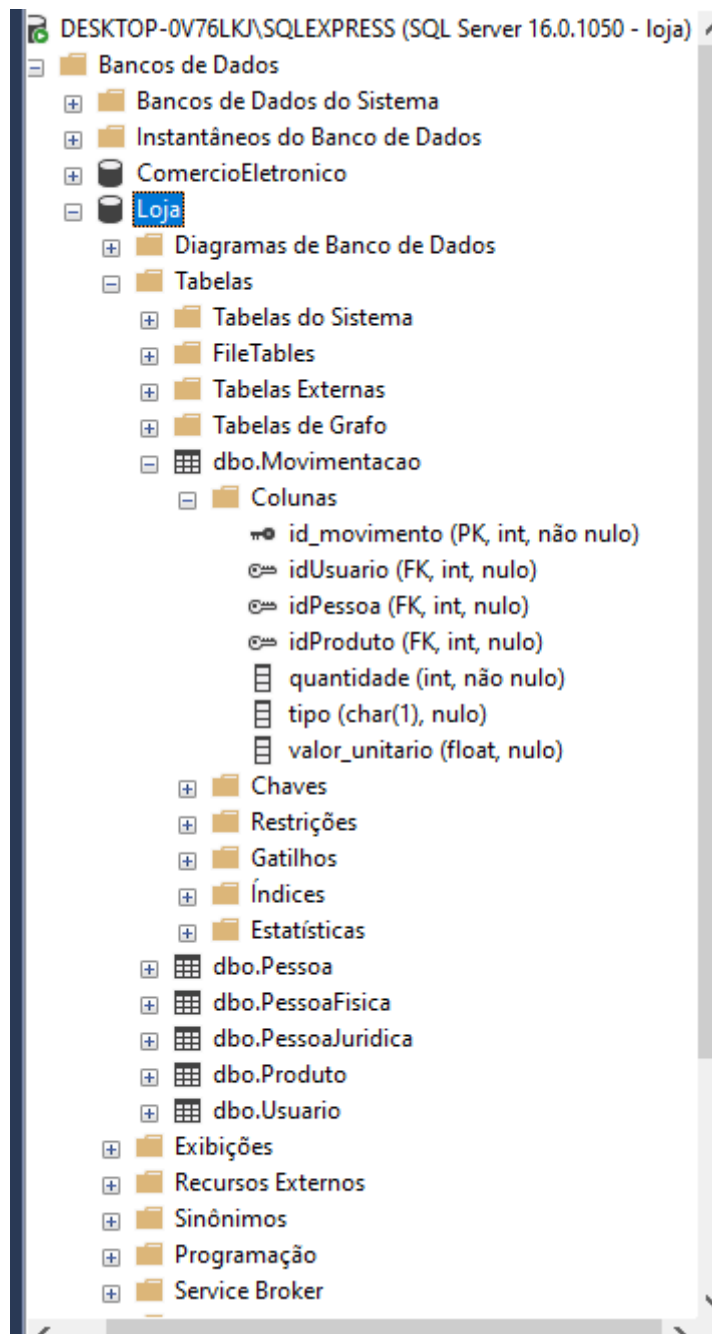 DESKTOP-0V76LKJ\SQLEXPRESS (SQL Server 16.0.1050 - loja)
Bancos de Dados
Bancos de Dados do Sistema
Instantâneos do Banco de Dados
ComercioEletronico
Loja
Diagramas de Banco de Dados
Tabelas
Tabelas do Sistema
FileTables
Tabelas Externas
Tabelas de Grafo
dbo.Movimentacao
Colunas
id_movimento (PK, int, não nulo)
idUsuario (FK, int, nulo)
idPessoa (FK, int, nulo)
idProduto (FK, int, nulo)
quantidade (int, não nulo)
tipo (char(1), nulo)
valor_unitario (float, nulo)
Chaves
Restrições
Gatilhos
Índices
Estatísticas
dbo.Pessoa
dbo.PessoaFisica
dbo.PessoaJuridica
dbo.Produto
dbo.Usuario
Exibições
Recursos Externos
Sinônimos
Programação
Service Broker